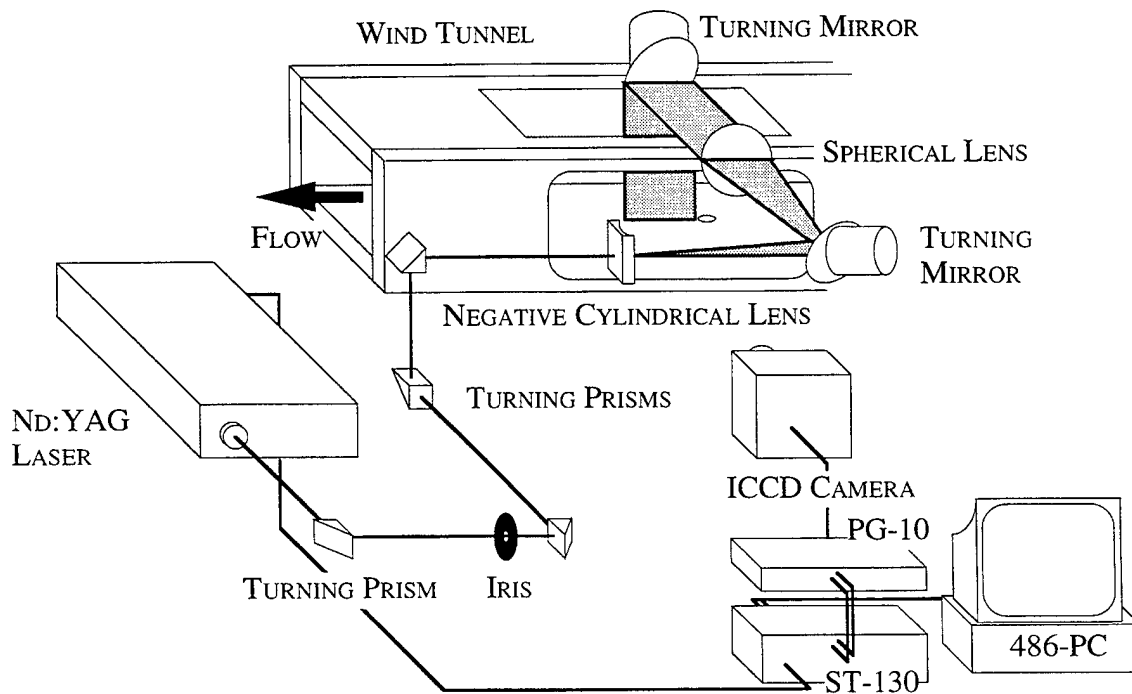 WIND TUNNEL
TURNING MIRROR
SPHERICAL LENS
FLOW
TURNING
MIRROR
NEGATIVE CYLINDRICAL LENS
TURNING PRISMS
ND:YAG
LASER
ICCD CAMERA
PG-10
TURNING PRISM
IRIS
486-PC
ST-130